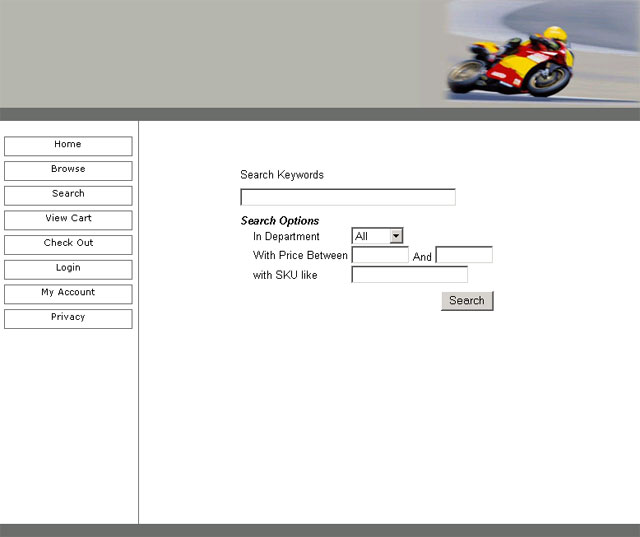 Home
Browse
Search
View Cart
Check Out
Login
My Account
Privacy
Search Keywords
Search Options
In Department All
With Price Between And
with SKU like
Search